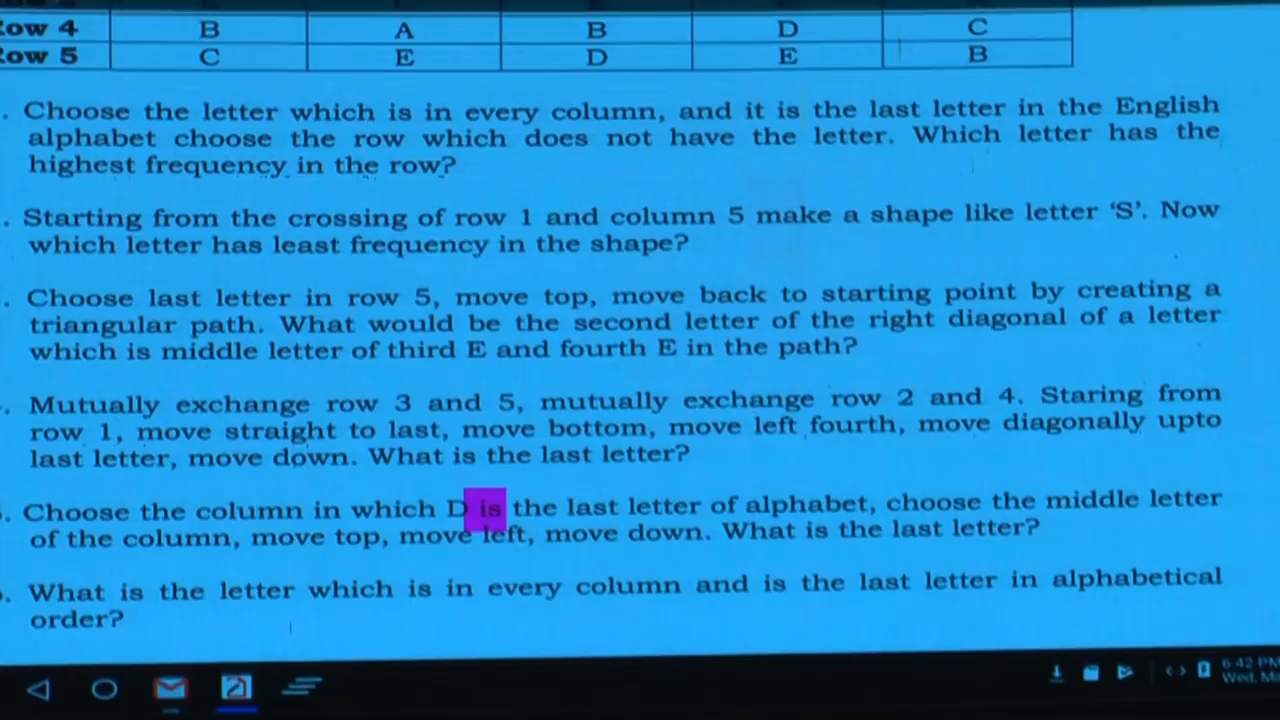 Row 4 B A B D C
Row 5 C E D E B
. Choose the letter which is in every column, and it is the last letter in the English
alphabet choose the row which does not have the letter. Which letter has the
highest frequency in the row?
. Starting from the crossing of row 1 and column 5 make a shape like letter ‘S’. Now
which letter has least frequency in the shape?
. Choose last letter in row 5, move top, move back to starting point by creating a
triangular path. What would be the second letter of the right diagonal of a letter
which is middle letter of third E and fourth E in the path?
. Mutually exchange row 3 and 5, mutually exchange row 2 and 4. Staring from
row 1, move straight to last, move bottom, move left fourth, move diagonally upto
last letter, move down. What is the last letter?
. Choose the column in which D is the last letter of alphabet, choose the middle letter
of the column, move top, move left, move down. What is the last letter?
. What is the letter which is in every column and is the last letter in alphabetical
order?
6:42 PM
Wed,